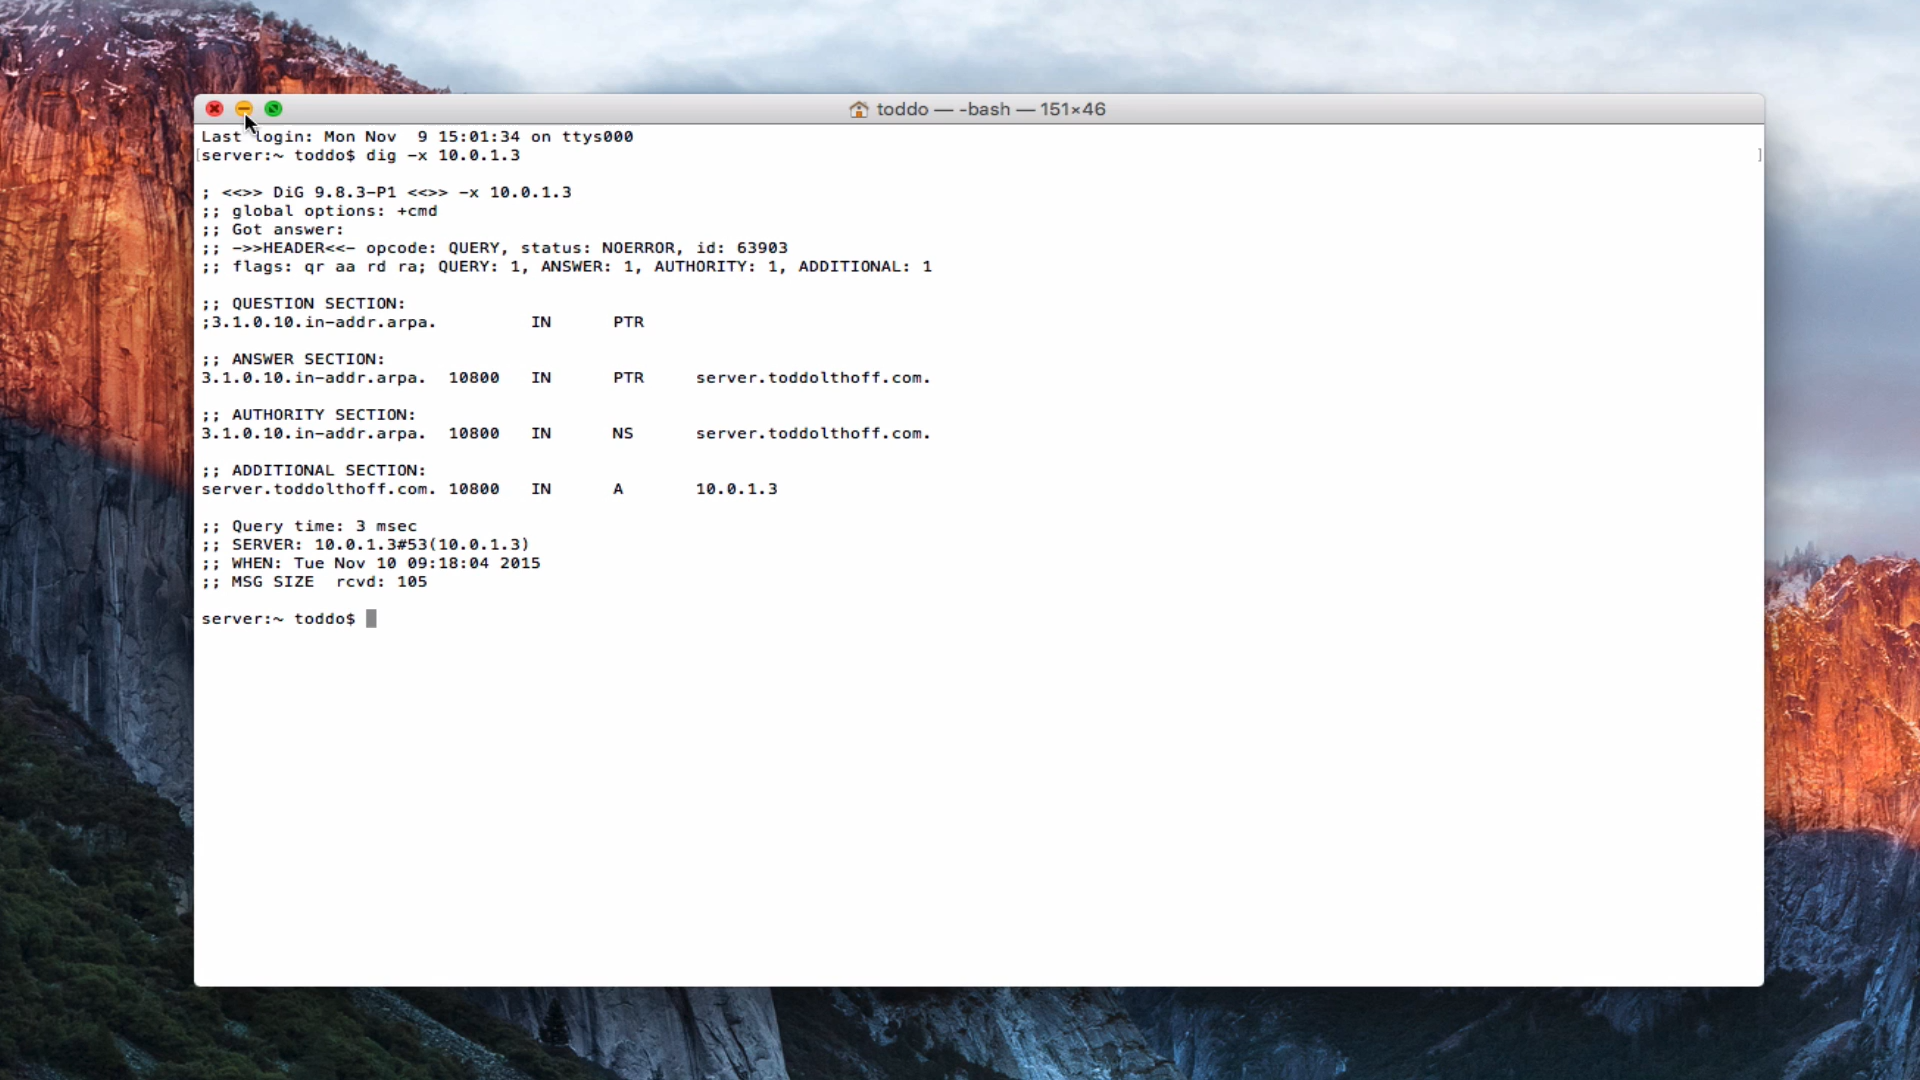 toddo — -bash — 151×46
Last login: Mon Nov  9 15:01:34 on ttys000
[server:~ toddo$ dig -x 10.0.1.3 ]
; <<>> DiG 9.8.3-P1 <<>> -x 10.0.1.3
;; global options: +cmd
;; Got answer:
;; ->>HEADER<<- opcode: QUERY, status: NOERROR, id: 63903
;; flags: qr aa rd ra; QUERY: 1, ANSWER: 1, AUTHORITY: 1, ADDITIONAL: 1
;; QUESTION SECTION:
;3.1.0.10.in-addr.arpa. IN PTR
;; ANSWER SECTION:
3.1.0.10.in-addr.arpa. 10800 IN PTR server.toddolthoff.com.
;; AUTHORITY SECTION:
3.1.0.10.in-addr.arpa. 10800 IN NS server.toddolthoff.com.
;; ADDITIONAL SECTION:
server.toddolthoff.com. 10800 IN A 10.0.1.3
;; Query time: 3 msec
;; SERVER: 10.0.1.3#53(10.0.1.3)
;; WHEN: Tue Nov 10 09:18:04 2015
;; MSG SIZE  rcvd: 105
server:~ toddo$